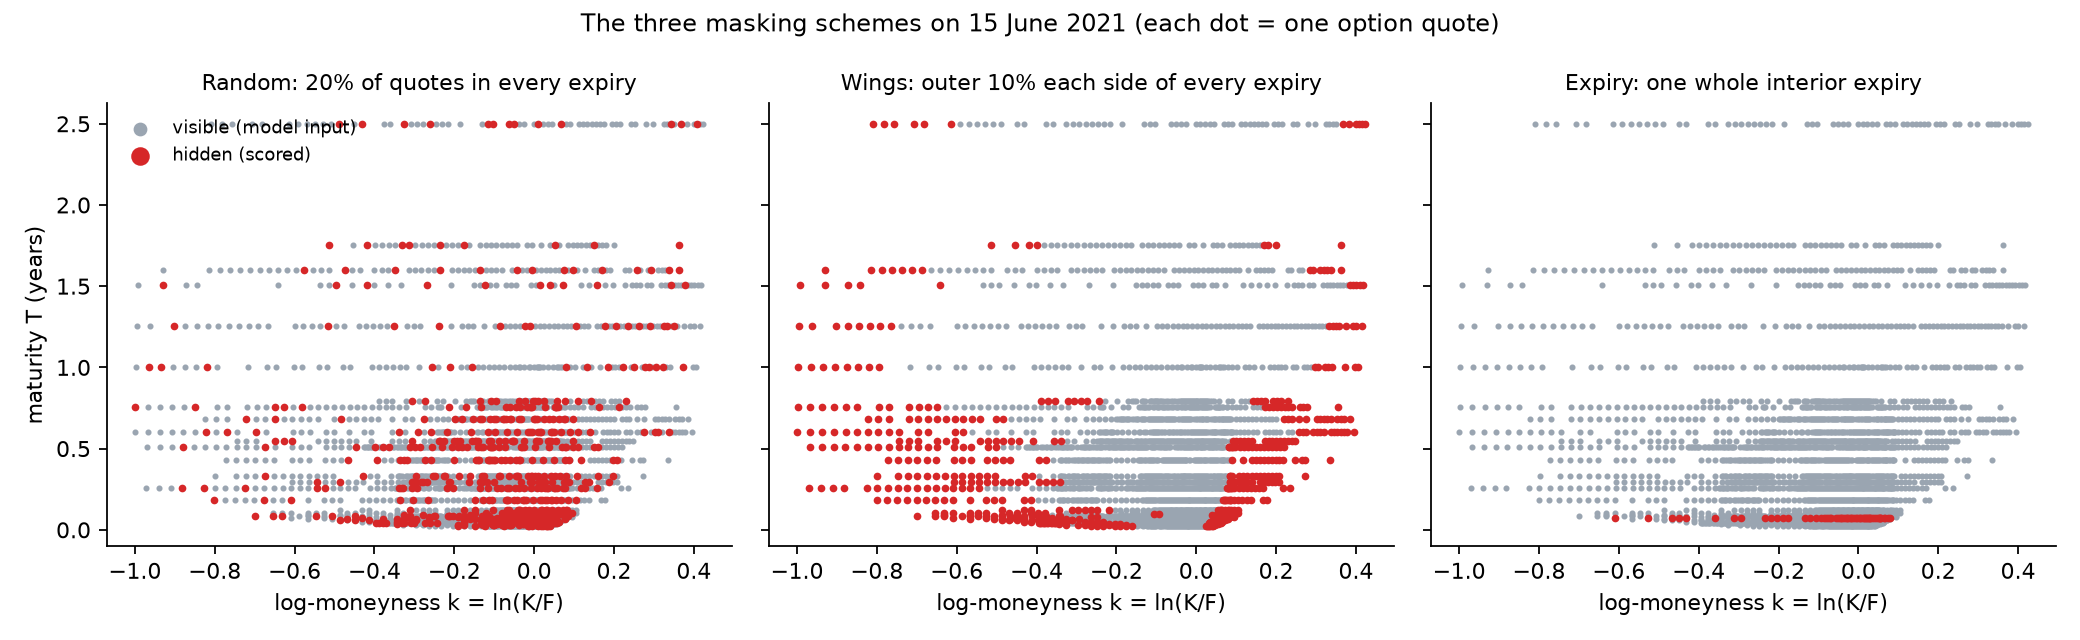 The three masking schemes on 15 June 2021 (each dot = one option quote)
Random: 20% of quotes in every expiry
Wings: outer 10% each side of every expiry
Expiry: one whole interior expiry
visible (model input)
hidden (scored)
maturity T (years)
2.5
2.0
1.5
1.0
0.5
0.0
−1.0 −0.8 −0.6 −0.4 −0.2 0.0 0.2 0.4
−1.0 −0.8 −0.6 −0.4 −0.2 0.0 0.2 0.4
−1.0 −0.8 −0.6 −0.4 −0.2 0.0 0.2 0.4
log-moneyness k = ln(K/F)
log-moneyness k = ln(K/F)
log-moneyness k = ln(K/F)